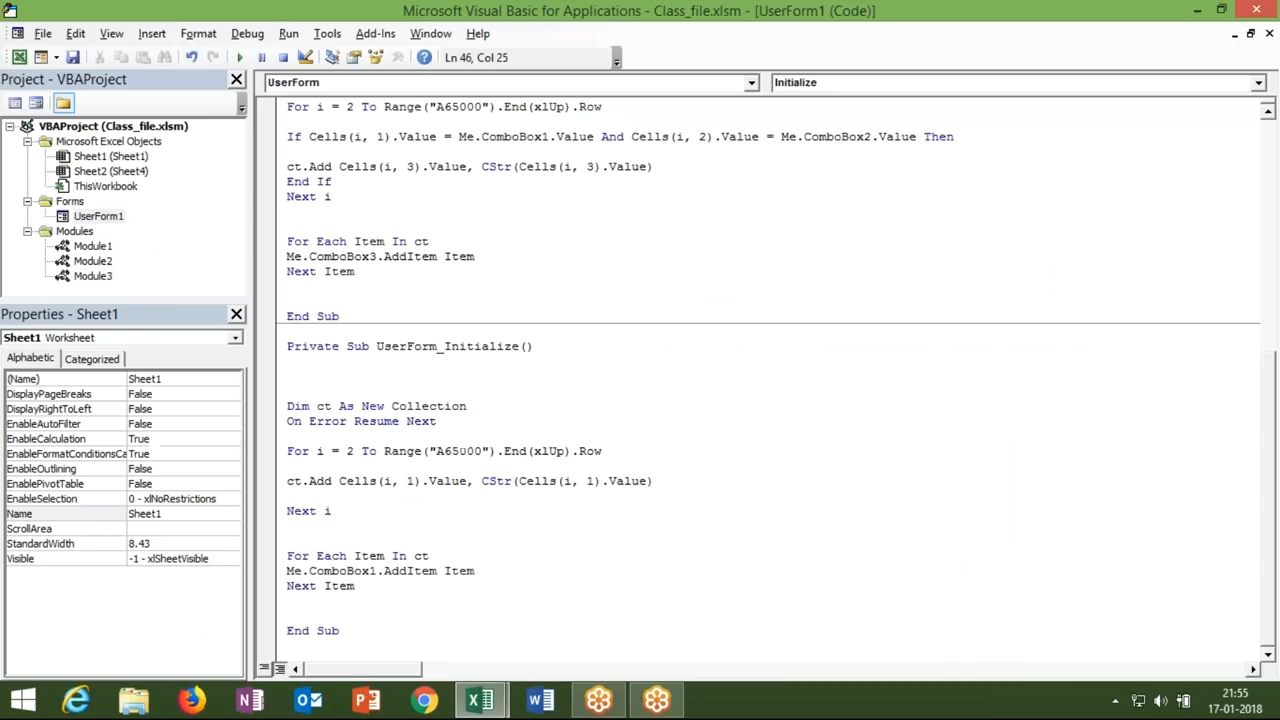 Microsoft Visual Basic for Applications - Class_file.xlsm - [UserForm1 (Code)]
File Edit View Insert Format Debug Run Tools Add-Ins Window Help
Ln 46, Col 25
Project - VBAProject
VBAProject (Class_file.xlsm)
Microsoft Excel Objects
Sheet1 (Sheet1)
Sheet2 (Sheet4)
ThisWorkbook
Forms
UserForm1
Modules
Module1
Module2
Module3
Properties - Sheet1
Sheet1 Worksheet
Alphabetic Categorized
(Name) Sheet1
DisplayPageBreaks False
DisplayRightToLeft False
EnableAutoFilter False
EnableCalculation True
EnableFormatConditionsCa True
EnableOutlining False
EnablePivotTable False
EnableSelection 0 - xlNoRestrictions
Name Sheet1
ScrollArea
StandardWidth 8.43
Visible -1 - xlSheetVisible
UserForm Initialize
For i = 2 To Range("A65000").End(xlUp).Row
If Cells(i, 1).Value = Me.ComboBox1.Value And Cells(i, 2).Value = Me.ComboBox2.Value Then
ct.Add Cells(i, 3).Value, CStr(Cells(i, 3).Value)
End If
Next i
For Each Item In ct
Me.ComboBox3.AddItem Item
Next Item
End Sub
Private Sub UserForm_Initialize()
Dim ct As New Collection
On Error Resume Next
For i = 2 To Range("A65000").End(xlUp).Row
ct.Add Cells(i, 1).Value, CStr(Cells(i, 1).Value)
Next i
For Each Item In ct
Me.ComboBox1.AddItem Item
Next Item
End Sub
21:55
17-01-2018